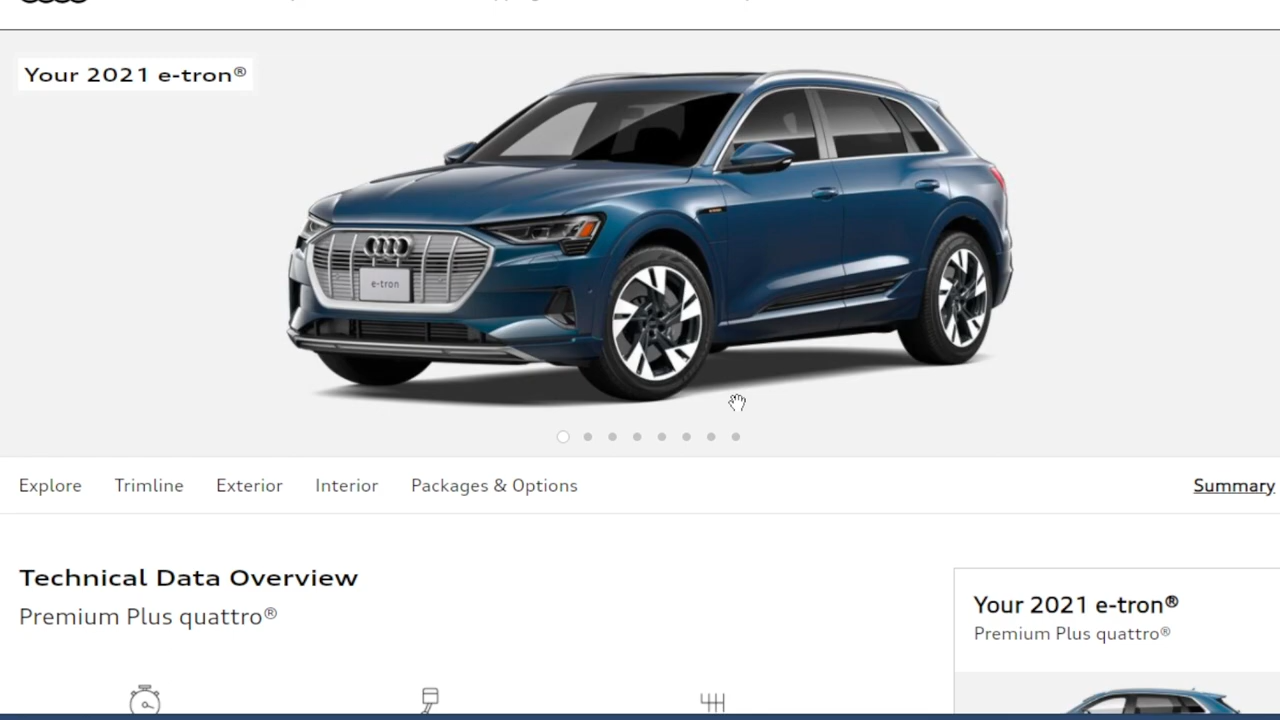 Your 2021 e-tron®
e-tron
Explore Trimline Exterior Interior Packages & Options Summary
Technical Data Overview
Premium Plus quattro®
Your 2021 e-tron®
Premium Plus quattro®